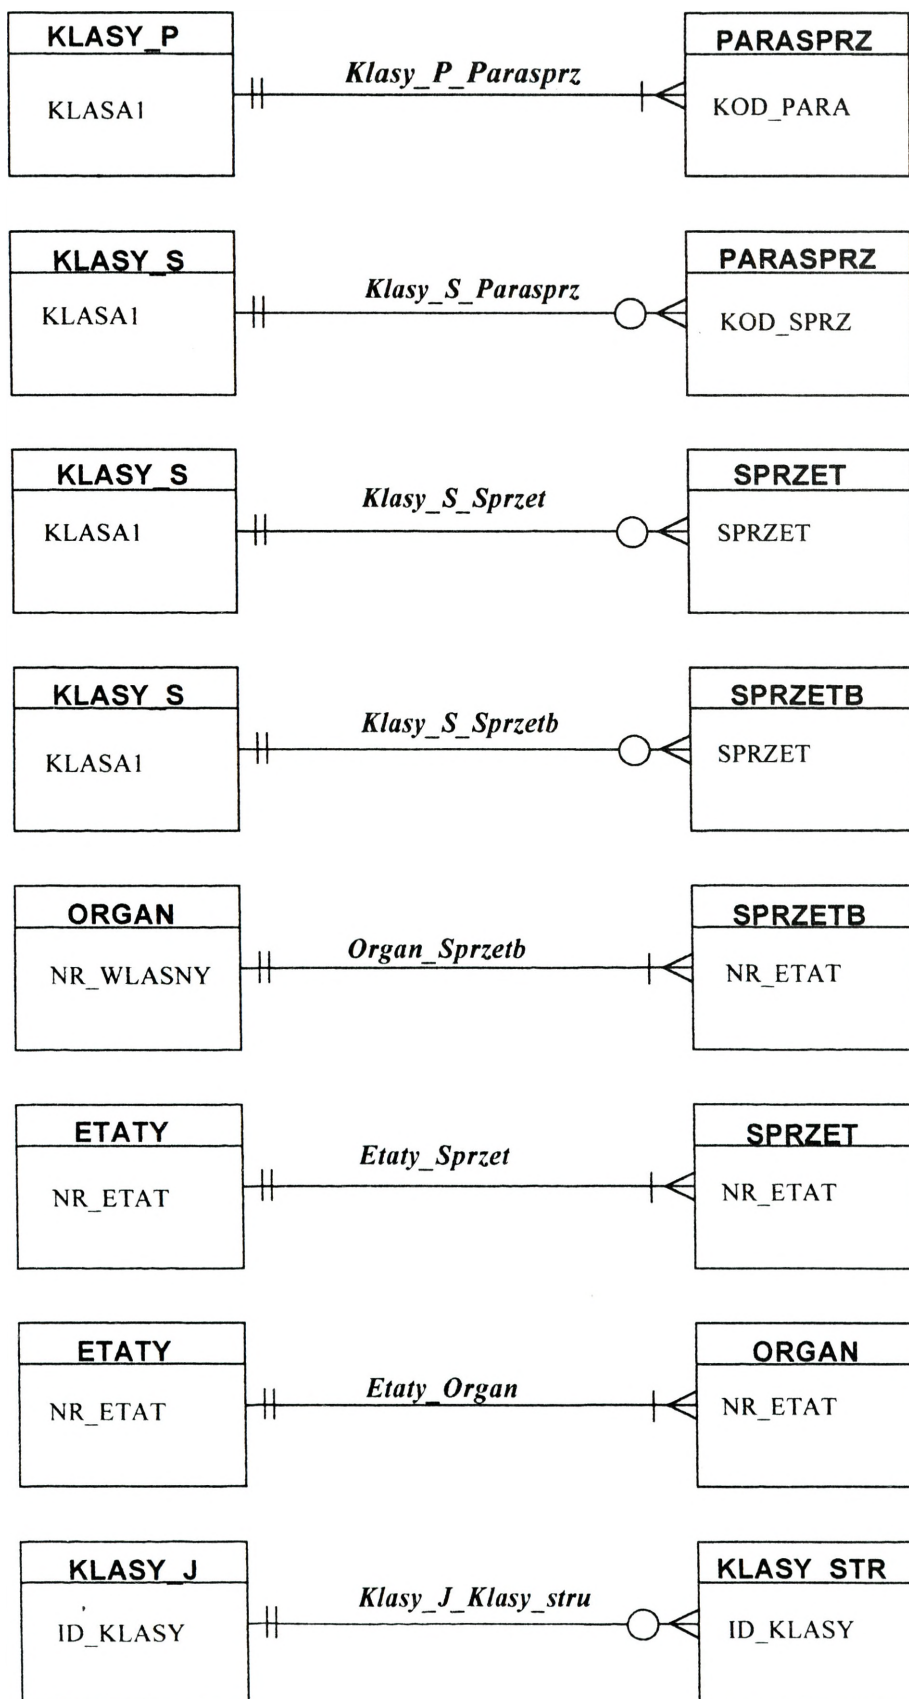 KLASY_P
Klasy_P_Parasprz
PARASPRZ
KLASA1
KOD_PARA
KLASY_S
Klasy_S_Parasprz
PARASPRZ
KLASA1
KOD_SPRZ
KLASY_S
Klasy_S_Sprzet
SPRZET
KLASA1
SPRZET
KLASY_S
Klasy_S_Sprzetb
SPRZETB
KLASA1
SPRZET
ORGAN
Organ_Sprzetb
SPRZETB
NR_WLASNY
NR_ETAT
ETATY
Etaty_Sprzet
SPRZET
NR_ETAT
NR_ETAT
ETATY
Etaty_Organ
ORGAN
NR_ETAT
NR_ETAT
KLASY_J
Klasy_J_Klasy_stru
KLASY STR
ID_KLASY
ID_KLASY